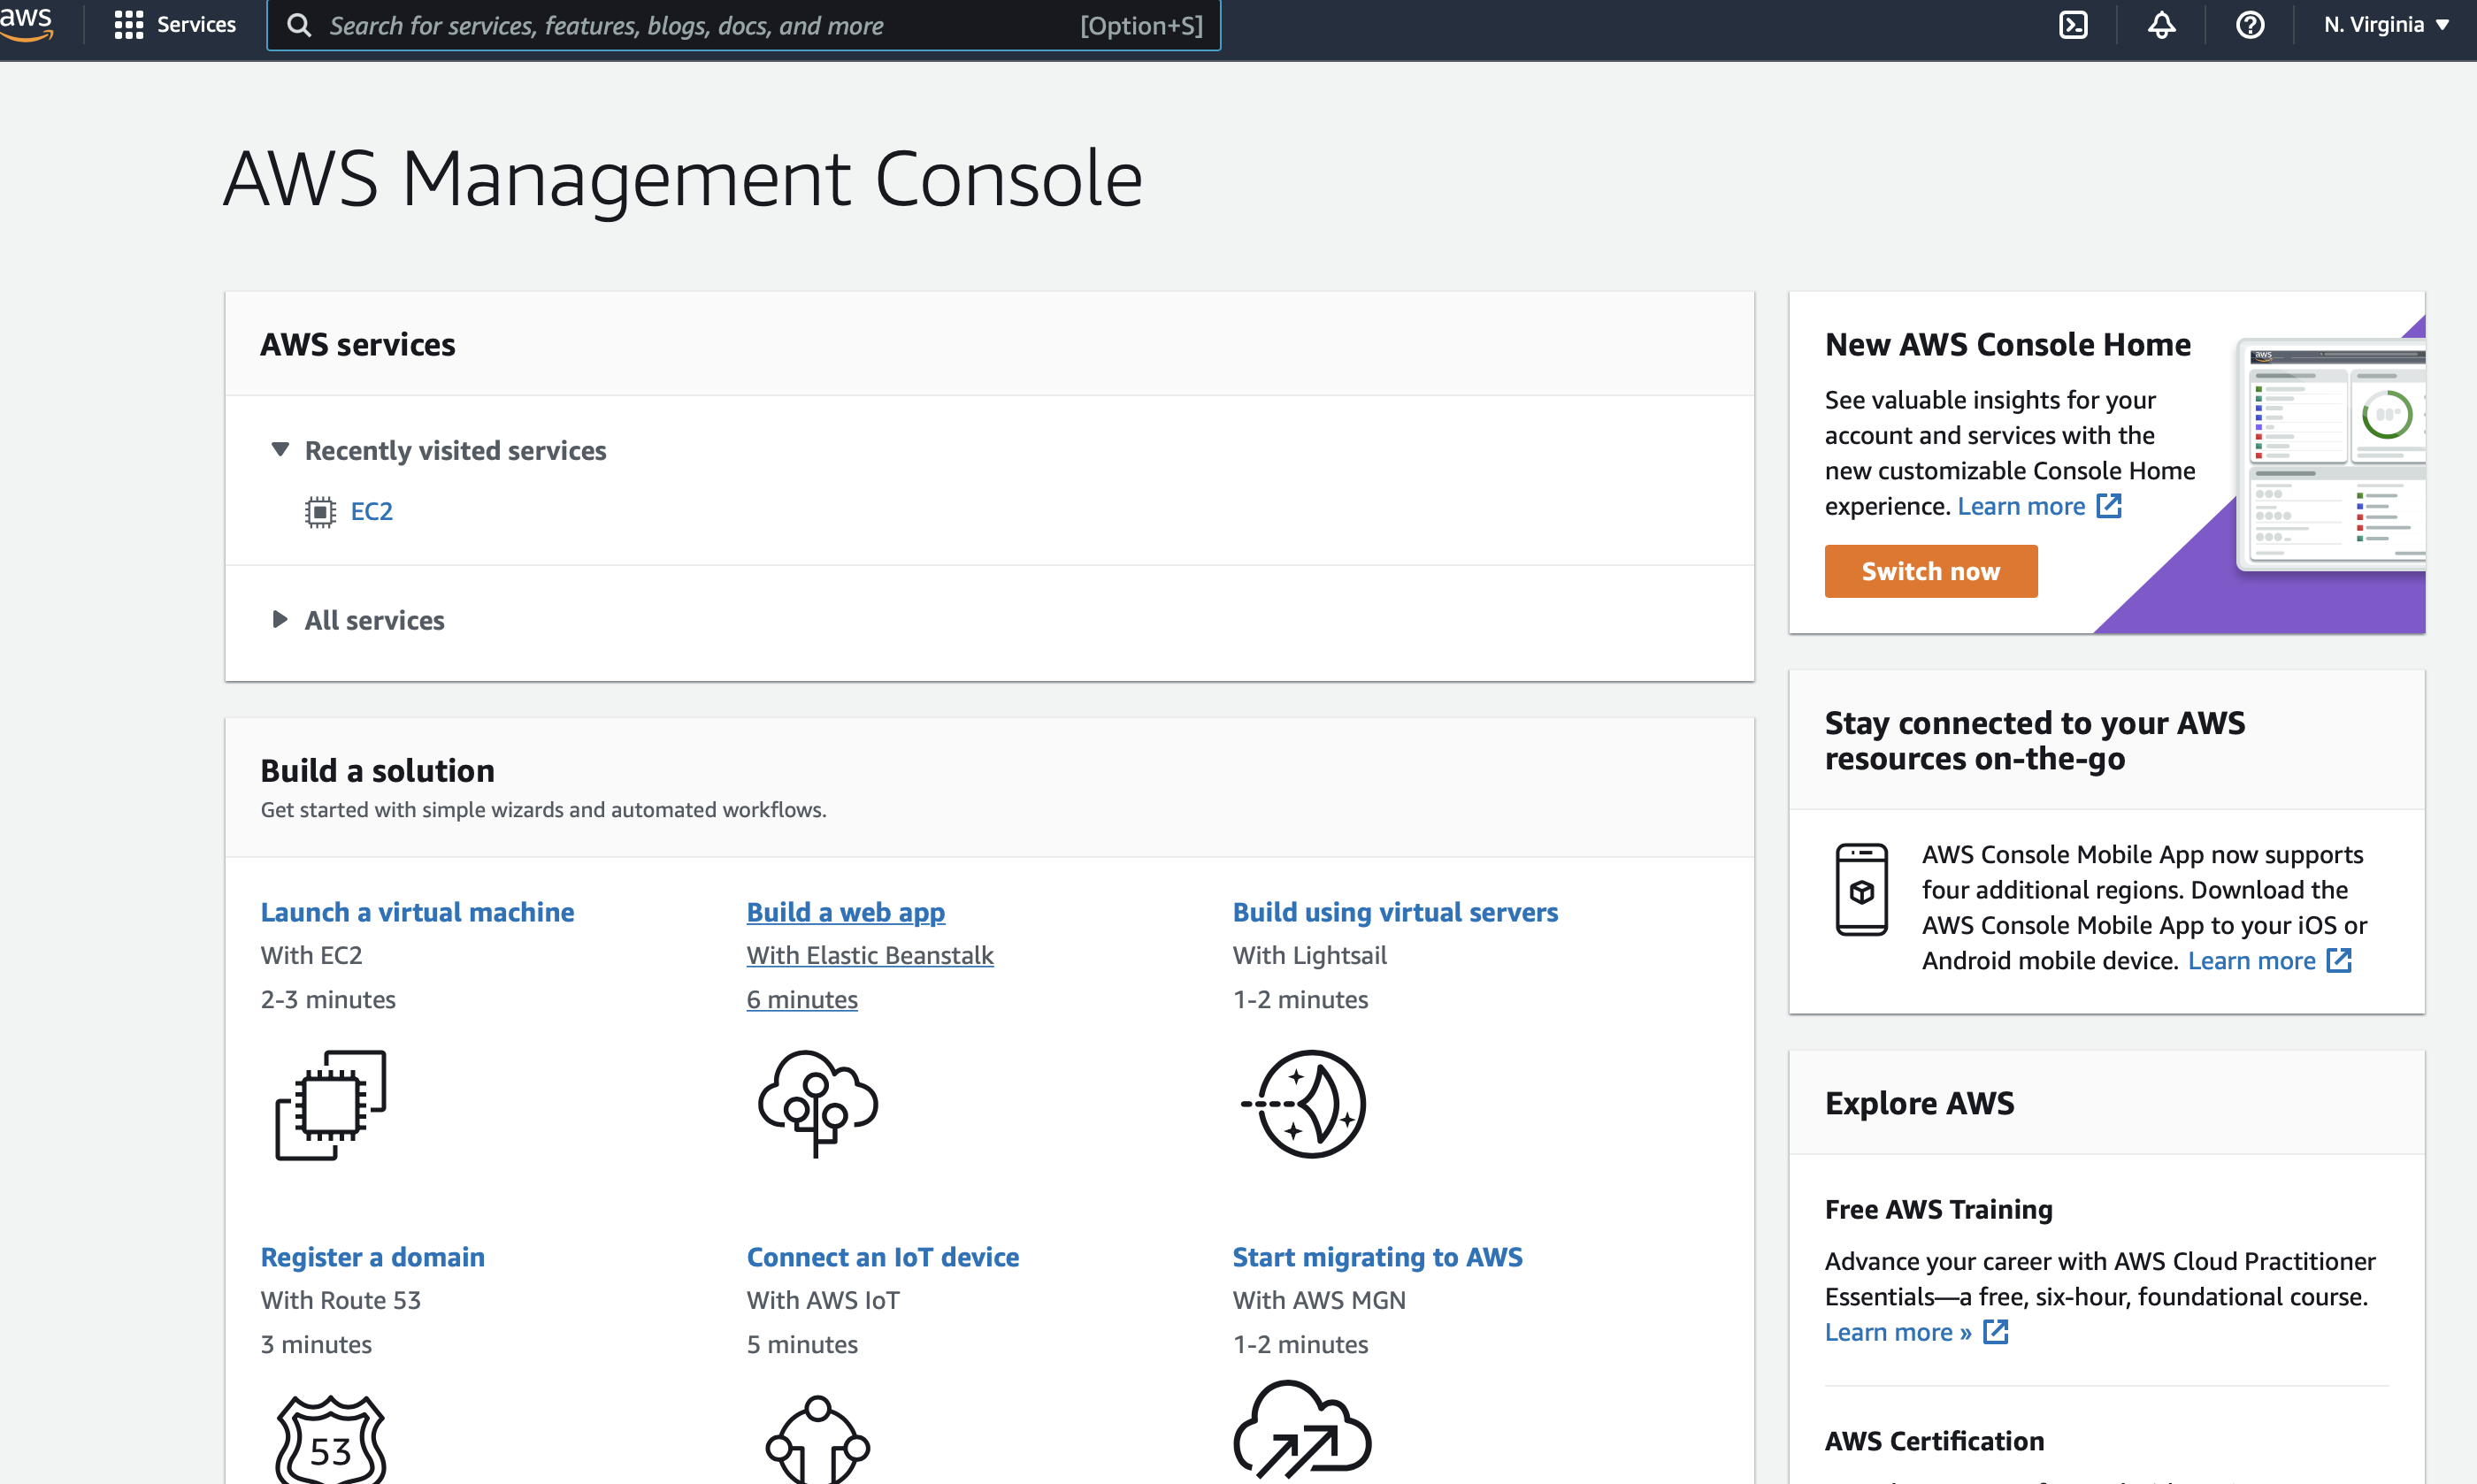 aws
Services
Search for services, features, blogs, docs, and more
[Option+S]
N. Virginia
AWS Management Console
AWS services
Recently visited services
EC2
All services
Build a solution
Get started with simple wizards and automated workflows.
Launch a virtual machine
With EC2
2-3 minutes
Build a web app
With Elastic Beanstalk
6 minutes
Build using virtual servers
With Lightsail
1-2 minutes
Register a domain
With Route 53
3 minutes
53
Connect an IoT device
With AWS IoT
5 minutes
Start migrating to AWS
With AWS MGN
1-2 minutes
New AWS Console Home
See valuable insights for your
account and services with the
new customizable Console Home
experience. Learn more
Switch now
aws
Stay connected to your AWS
resources on-the-go
AWS Console Mobile App now supports
four additional regions. Download the
AWS Console Mobile App to your iOS or
Android mobile device. Learn more
Explore AWS
Free AWS Training
Advance your career with AWS Cloud Practitioner
Essentials—a free, six-hour, foundational course.
Learn more »
AWS Certification